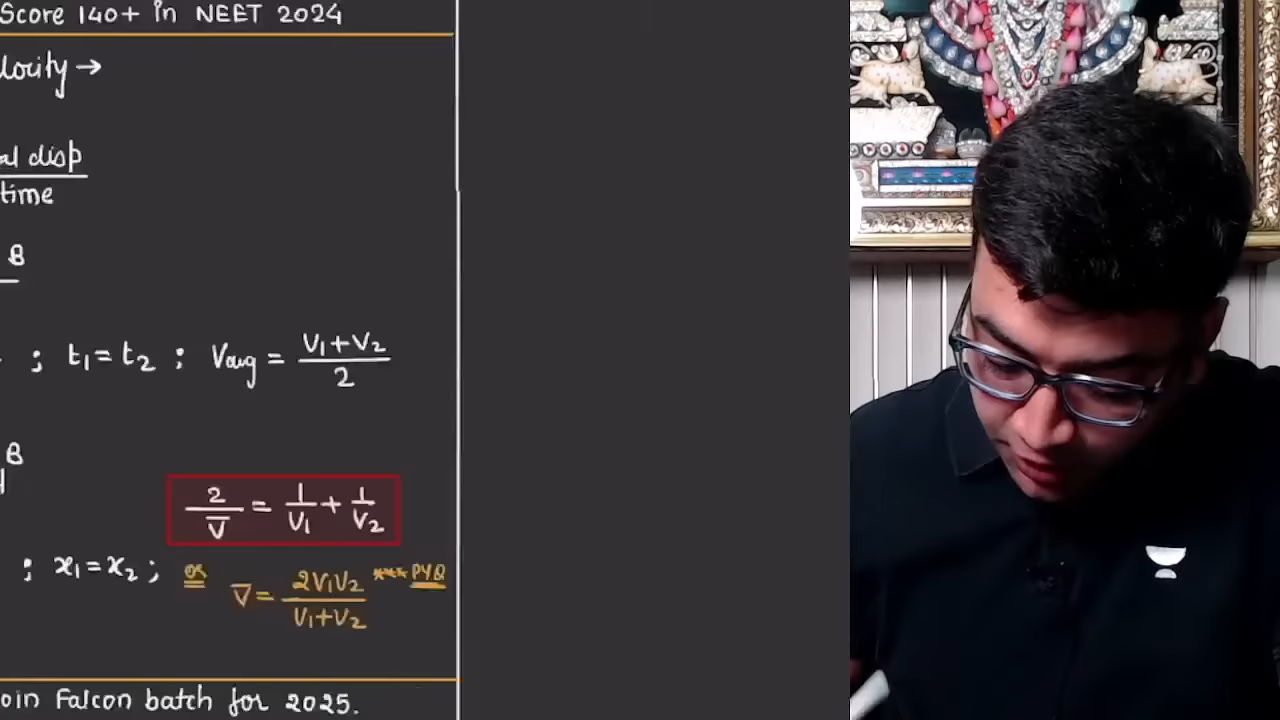 Score 140+ in NEET 2024
locity →
al disp
time
B
; t₁ = t₂ ; Vavg = (V₁+V₂)/2
B
2/V̅ = 1/V₁ + 1/V₂
; x₁ = x₂ ; or V̅ = 2V₁V₂/(V₁+V₂) *** PYQ
oin Falcon batch for 2025.